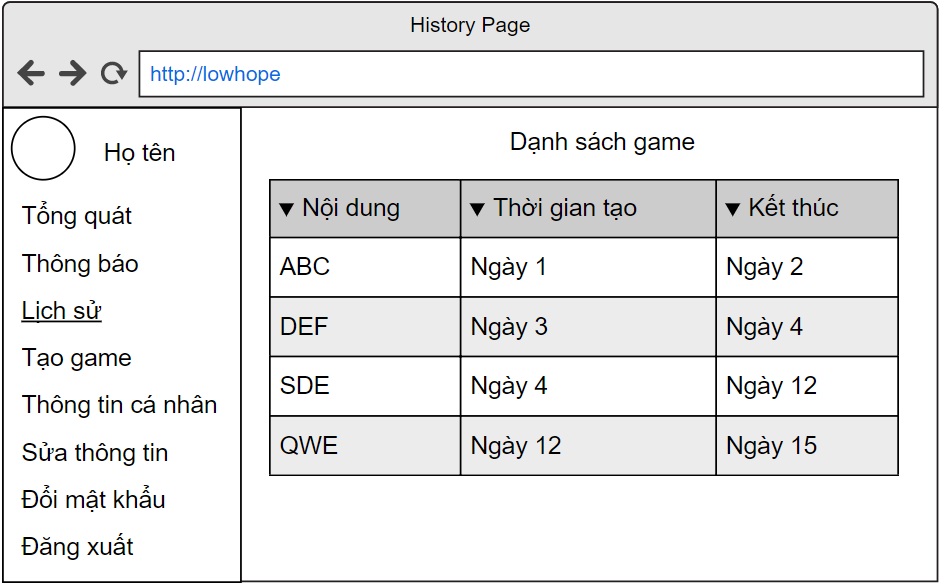 History Page
http://lowhope
Họ tên
Tổng quát
Thông báo
Lịch sử
Tạo game
Thông tin cá nhân
Sửa thông tin
Đổi mật khẩu
Đăng xuất
Dạnh sách game
Nội dung Thời gian tạo Kết thúc
ABC Ngày 1 Ngày 2
DEF Ngày 3 Ngày 4
SDE Ngày 4 Ngày 12
QWE Ngày 12 Ngày 15